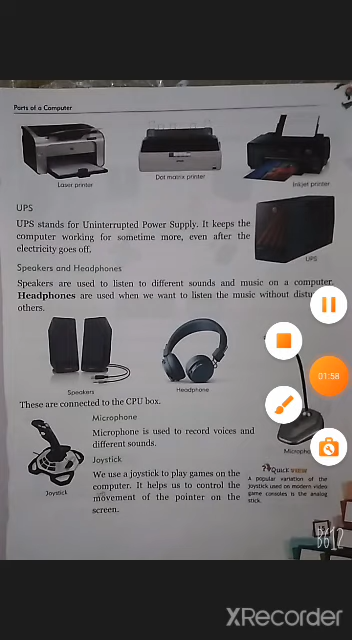 Parts of a Computer
Laser printer
Dot matrix printer
Inkjet printer
UPS
UPS stands for Uninterrupted Power Supply. It keeps the
computer working for sometime more, even after the
electricity goes off.
UPS
Speakers and Headphones
Speakers are used to listen to different sounds and music on a computer.
Headphones are used when we want to listen the music without
others.
01:58
Speakers
Headphone
These are connected to the CPU box.
Microphone
Microphone is used to record voices and
different sounds.
Joystick
We use a joystick to play games on the
computer. It helps us to control the
movement of the pointer on the
screen.
Joystick
Quick
A popular variation of the
joystick used on modern video
game consoles is the analog
stick.
B612
XRecorder